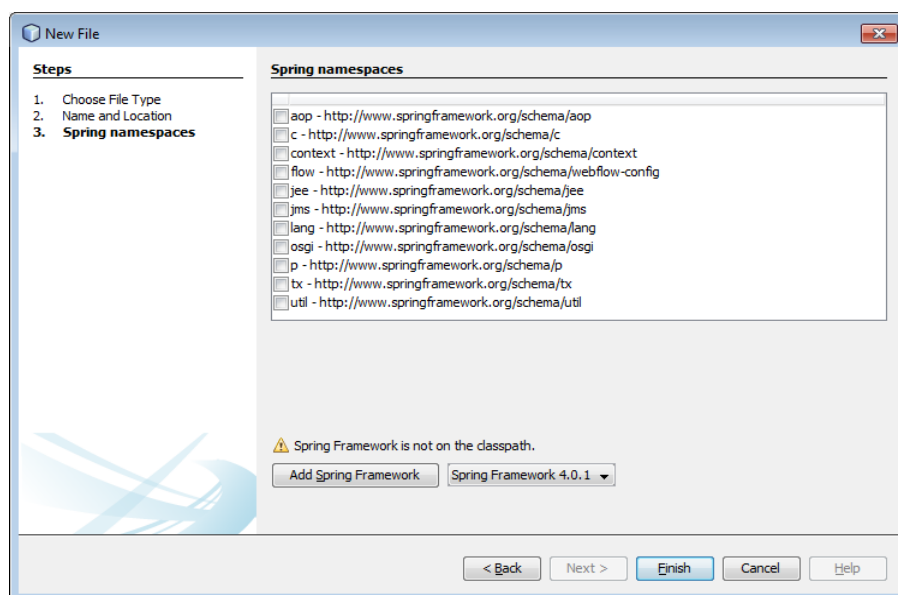 New File
Steps
1. Choose File Type
2. Name and Location
3. Spring namespaces
Spring namespaces
aop - http://www.springframework.org/schema/aop
c - http://www.springframework.org/schema/c
context - http://www.springframework.org/schema/context
flow - http://www.springframework.org/schema/webflow-config
jee - http://www.springframework.org/schema/jee
jms - http://www.springframework.org/schema/jms
lang - http://www.springframework.org/schema/lang
osgi - http://www.springframework.org/schema/osgi
p - http://www.springframework.org/schema/p
tx - http://www.springframework.org/schema/tx
util - http://www.springframework.org/schema/util
Spring Framework is not on the classpath.
Add Spring Framework Spring Framework 4.0.1
< Back Next > Finish Cancel Help